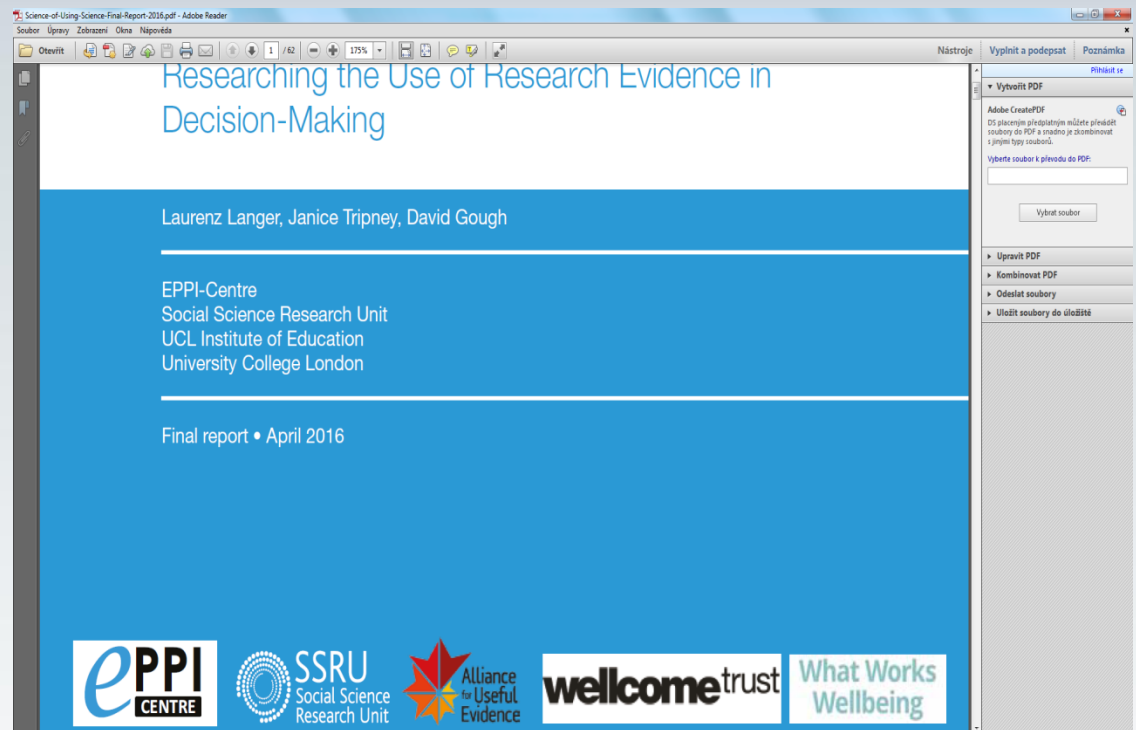 Science-of-Using-Science-Final-Report-2016.pdf - Adobe Reader
Soubor Úpravy Zobrazení Okna Nápověda
Otevřít 1 /62 175% Nástroje Vyplnit a podepsat Poznámka
Přihlásit se
Researching the Use of Research Evidence in
Decision-Making
Laurenz Langer, Janice Tripney, David Gough
EPPI-Centre
Social Science Research Unit
UCL Institute of Education
University College London
Final report • April 2016
ePPI
CENTRE
SSRU
Social Science
Research Unit
Alliance
for Useful
Evidence
wellcometrust
What Works
Wellbeing
Vytvořit PDF
Adobe CreatePDF
DS placeným předplatným můžete převádět
soubory do PDF a snadno je zkombinovat
s jinými typy souborů.
Vyberte soubor k převodu do PDF:
Vybrat soubor
Upravit PDF
Kombinovat PDF
Odeslat soubory
Uložit soubory do úložiště